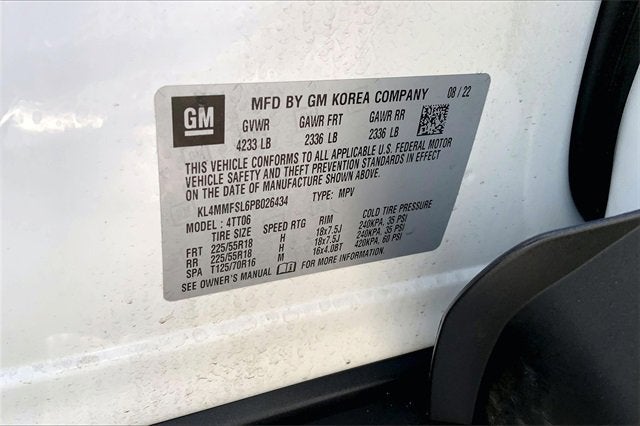 GM
MFD BY GM KOREA COMPANY 08/22
GVWR GAWR FRT GAWR RR
4233 LB 2336 LB 2336 LB
THIS VEHICLE CONFORMS TO ALL APPLICABLE U.S. FEDERAL MOTOR
VEHICLE SAFETY AND THEFT PREVENTION STANDARDS IN EFFECT
ON THE DATE OF MANUFACTURE SHOWN ABOVE.
KL4MMFSL6PB026434 TYPE: MPV
MODEL: 4TT06
TIRE SIZE SPEED RTG RIM COLD TIRE PRESSURE
FRT 225/55R18 H 18x7.5J 240KPA, 35 PSI
RR 225/55R18 H 18x7.5J 240KPA, 35 PSI
SPA T125/70R16 M 16x4.0BT 420KPA, 60 PSI
SEE OWNER'S MANUAL FOR MORE INFORMATION.